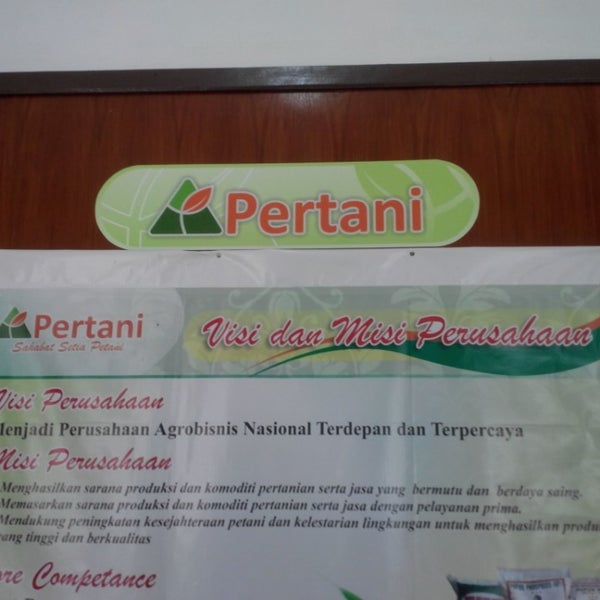 Pertani
Pertani
Sahabat Setia Petani
Visi dan Misi Perusahaan
Visi Perusahaan
Menjadi Perusahaan Agrobisnis Nasional Terdepan dan Terpercaya
Misi Perusahaan
Menghasilkan sarana produksi dan komoditi pertanian serta jasa yang bermutu dan berdaya saing.
Memasarkan sarana produksi dan komoditi pertanian serta jasa dengan pelayanan prima.
Mendukung peningkatan kesejahteraan petani dan kelestarian lingkungan untuk menghasilkan produ
yang tinggi dan berkualitas
ore Competance